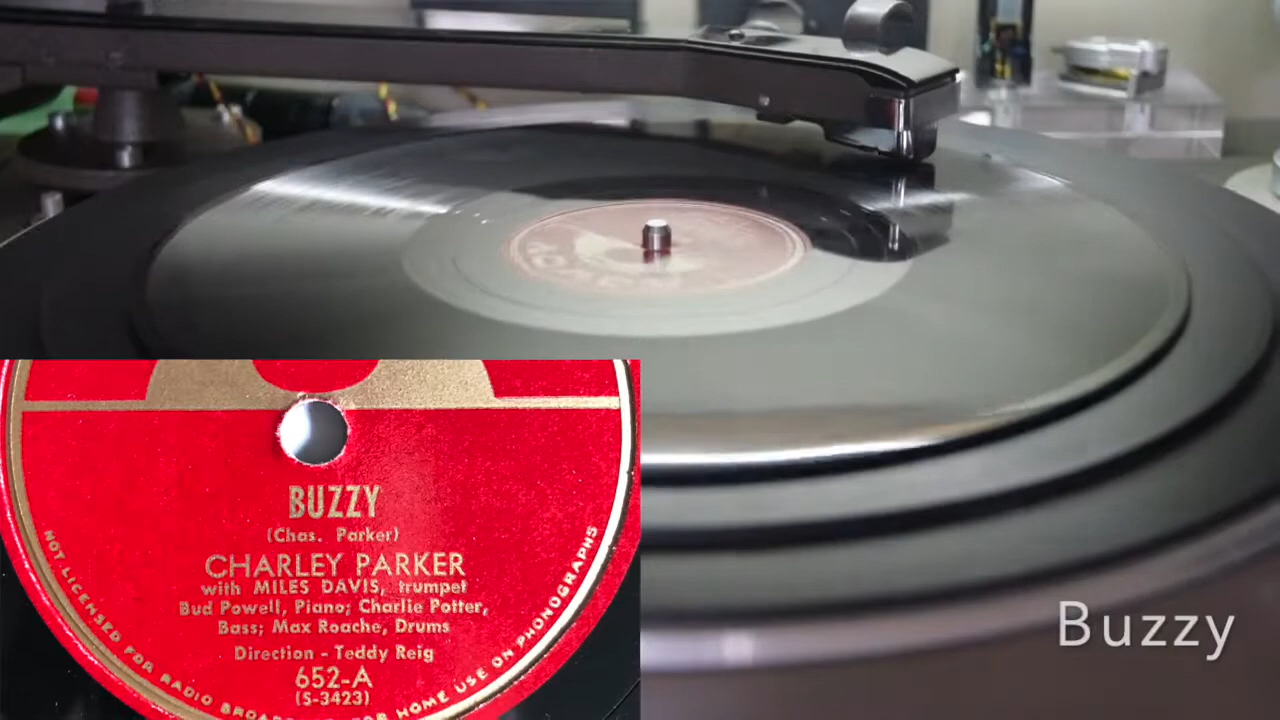 BUZZY
(Chas. Parker)
CHARLEY PARKER
with MILES DAVIS, trumpet
Bud Powell, Piano; Charlie Potter,
Bass; Max Roache, Drums
Direction - Teddy Reig
652-A
(S-3423)
NOT LICENSED FOR RADIO FOR HOME USE ON PHONOGRAPHS
Buzzy